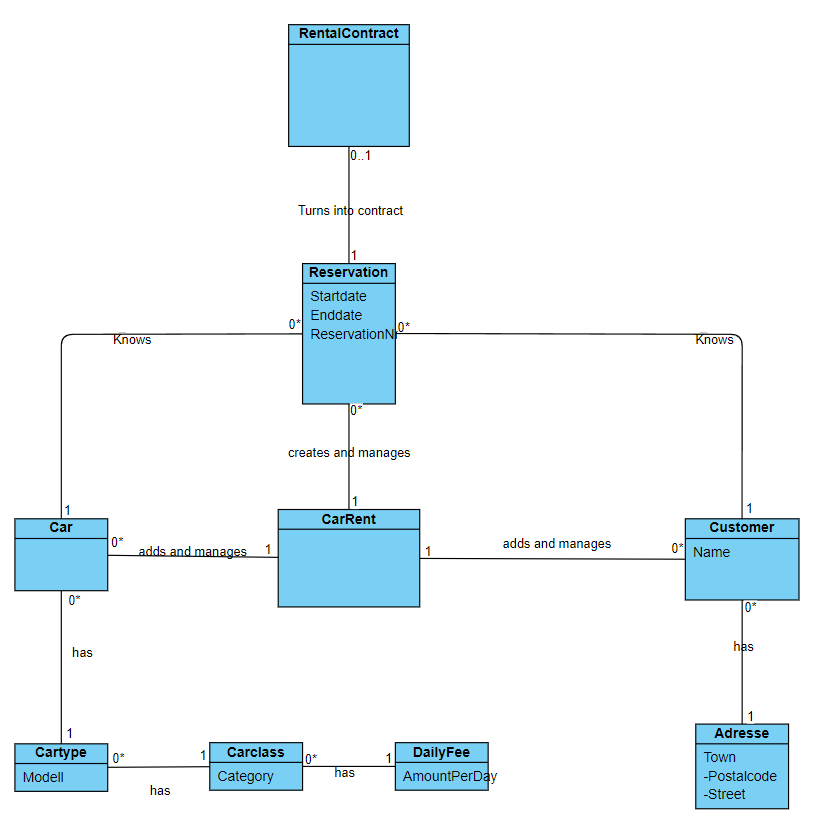 RentalContract
0..1
Turns into contract
1
Reservation
Startdate
Enddate
ReservationNr
0*
0*
Knows
Knows
0*
creates and manages
1
1
1
Car
CarRent
Customer
Name
0*
adds and manages
1
1
adds and manages
0*
0*
0*
has
has
1
1
Cartype
Modell
0*
has
1
Carclass
Category
0*
has
1
DailyFee
AmountPerDay
Adresse
Town
-Postalcode
-Street